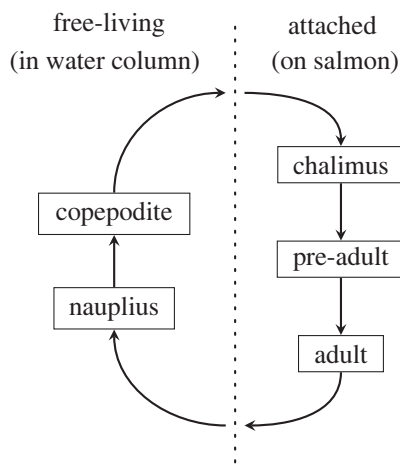 free-living
(in water column)
attached
(on salmon)
chalimus
copepodite
pre-adult
nauplius
adult